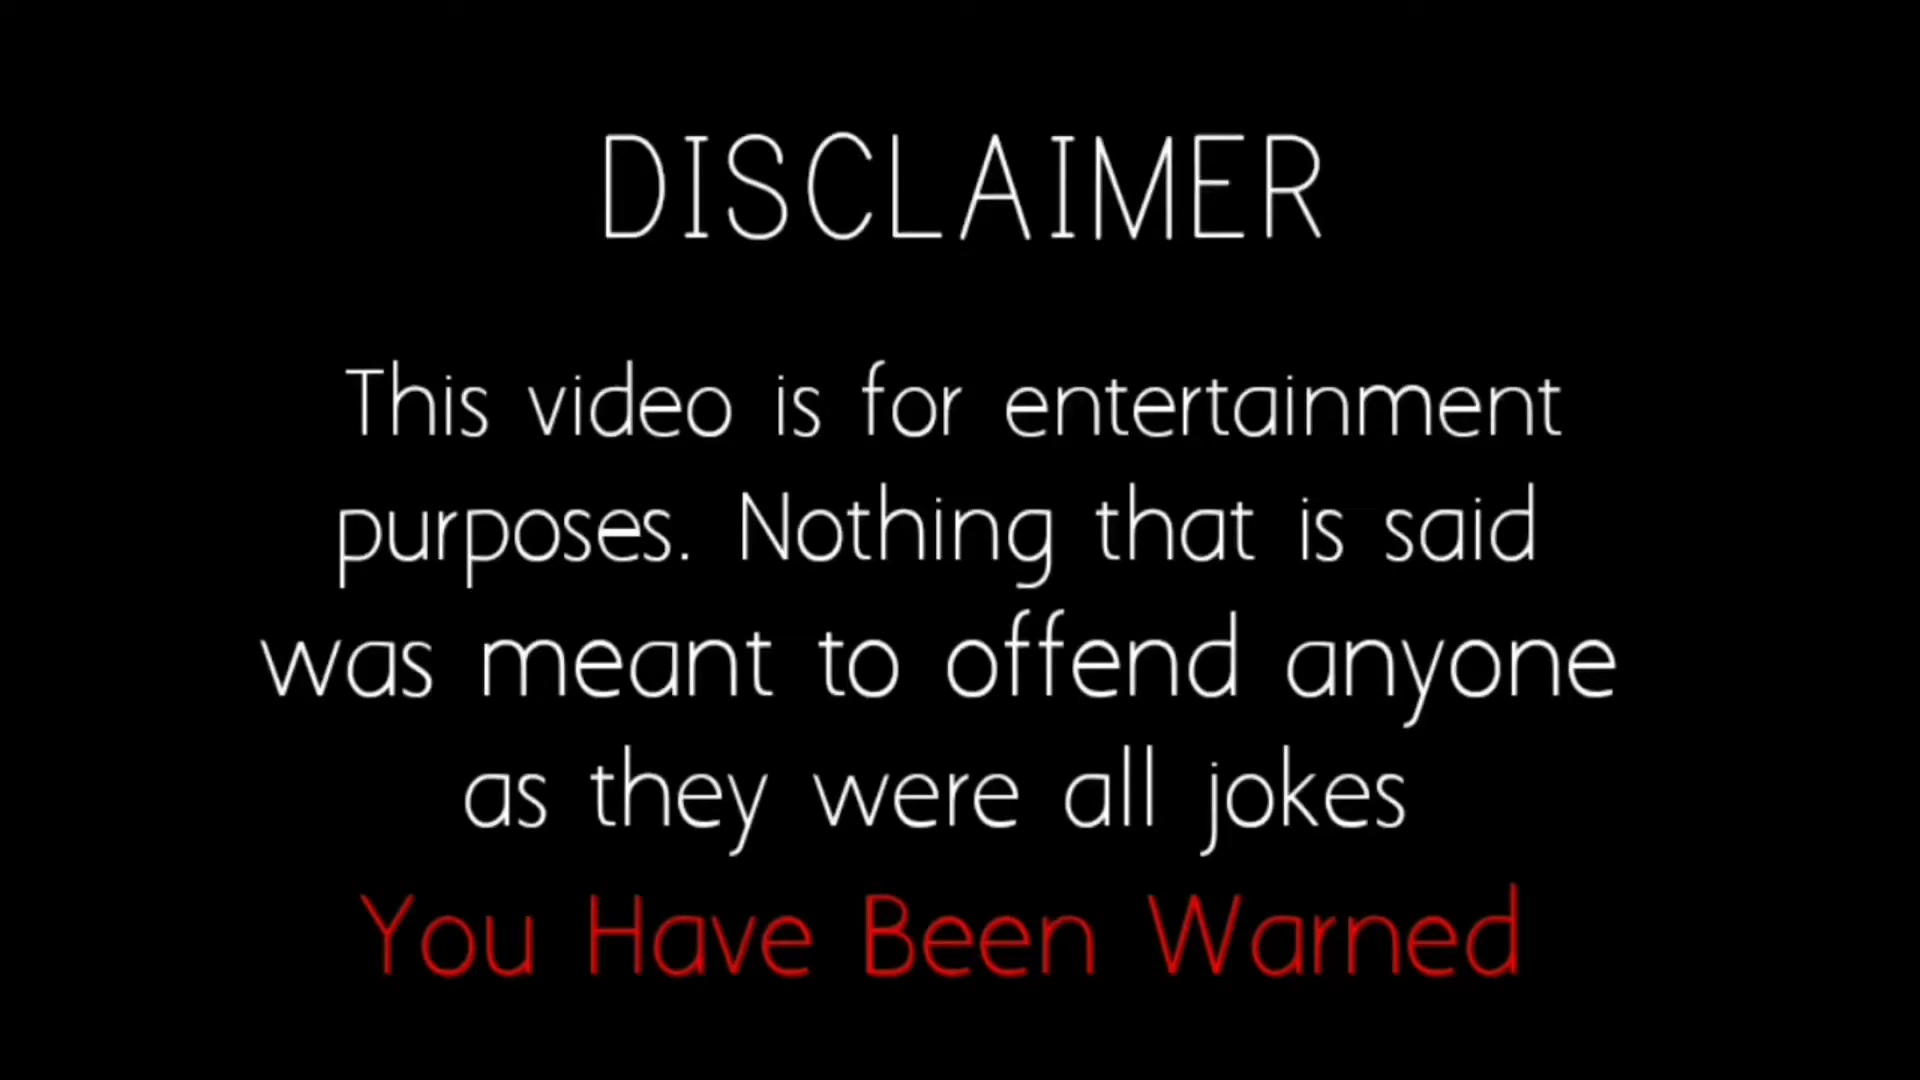 DISCLAIMER
This video is for entertainment
purposes. Nothing that is said
was meant to offend anyone
as they were all jokes
You Have Been Warned